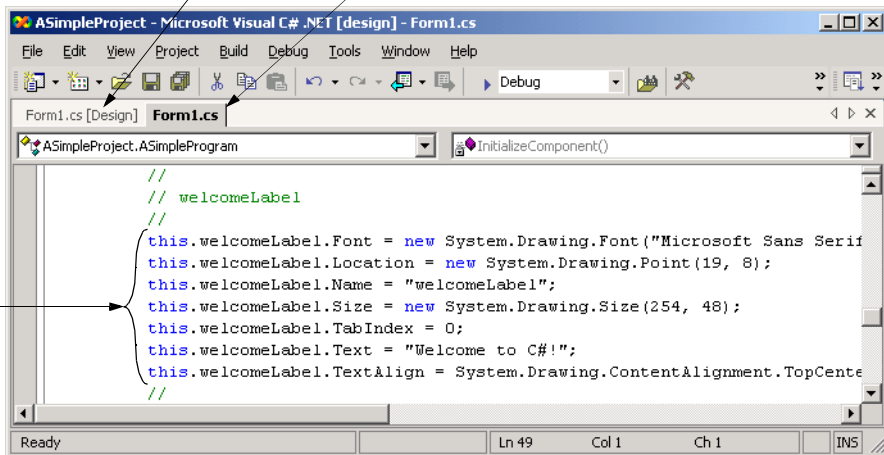 ASimpleProject - Microsoft Visual C# .NET [design] - Form1.cs
File Edit View Project Build Debug Tools Window Help
Debug
Form1.cs [Design] Form1.cs
ASimpleProject.ASimpleProgram InitializeComponent()
//
// welcomeLabel
//
this.welcomeLabel.Font = new System.Drawing.Font("Microsoft Sans Serif
this.welcomeLabel.Location = new System.Drawing.Point(19, 8);
this.welcomeLabel.Name = "welcomeLabel";
this.welcomeLabel.Size = new System.Drawing.Size(254, 48);
this.welcomeLabel.TabIndex = 0;
this.welcomeLabel.Text = "Welcome to C#!";
this.welcomeLabel.TextAlign = System.Drawing.ContentAlignment.TopCente
//
Ready Ln 49 Col 1 Ch 1 INS